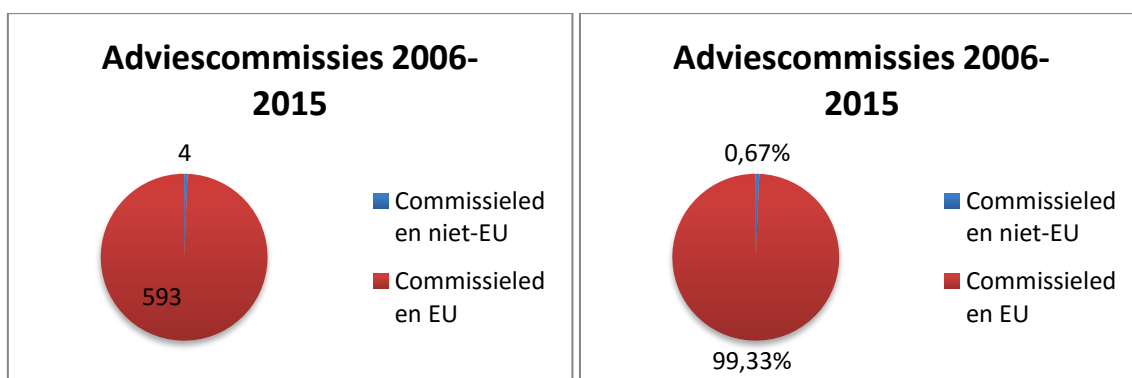 Adviescommissies 2006-
2015
4
593
Commissieled
en niet-EU
Commissieled
en EU
Adviescommissies 2006-
2015
0,67%
99,33%
Commissieled
en niet-EU
Commissieled
en EU